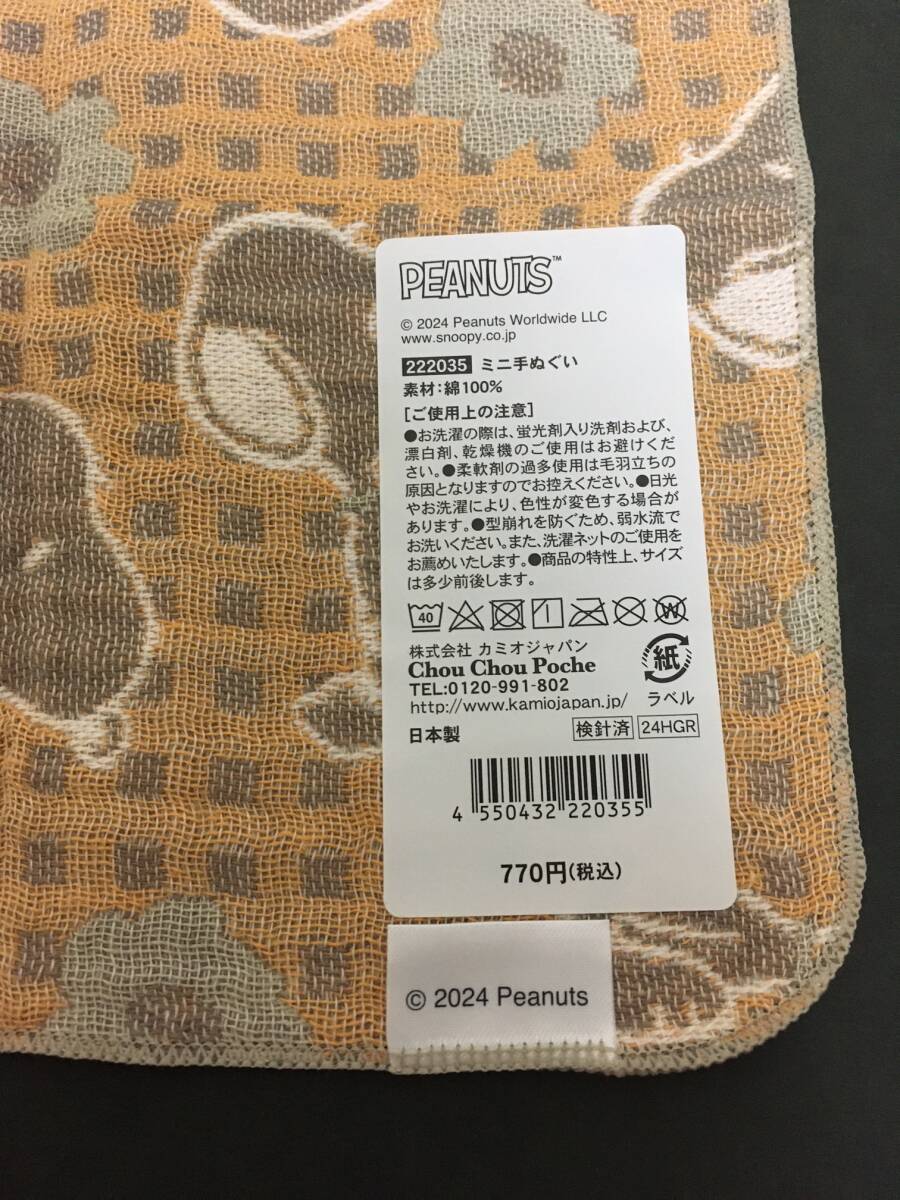 PEANUTS™
© 2024 Peanuts Worldwide LLC
www.snoopy.co.jp
222035 ミニ手ぬぐい
素材：綿100％
[ご使用上の注意]
●お洗濯の際は、蛍光剤入り洗剤および、
漂白剤、乾燥機のご使用はお避けくだ
さい。●柔軟剤の過多使用は毛羽立ちの
原因となりますのでお控えください。●日光
やお洗濯により、色性が変色する場合が
あります。●型崩れを防ぐため、弱水流で
お洗いください。また、洗濯ネットのご使用を
お薦めいたします。●商品の特性上、サイズ
は多少前後します。
40 W
株式会社 カミオジャパン
Chou Chou Poche
TEL:0120-991-802
http://www.kamiojapan.jp/
紙
ラベル
日本製
検針済 24HGR
4 550432 220355
770円(税込)
© 2024 Peanuts